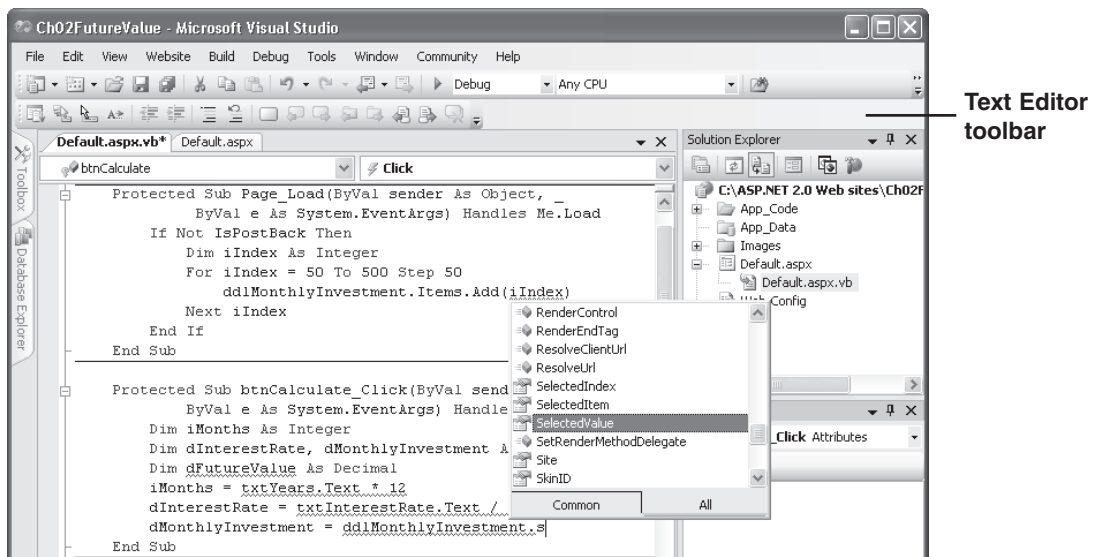 Ch02FutureValue - Microsoft Visual Studio
File Edit View Website Build Debug Tools Window Community Help
Debug Any CPU
Text Editor
toolbar
Default.aspx.vb* Default.aspx
Solution Explorer
btnCalculate Click
Toolbox
Database Explorer
Protected Sub Page_Load(ByVal sender As Object, _
ByVal e As System.EventArgs) Handles Me.Load
If Not IsPostBack Then
Dim iIndex As Integer
For iIndex = 50 To 500 Step 50
ddlMonthlyInvestment.Items.Add(iIndex)
Next iIndex
End If
End Sub
Protected Sub btnCalculate_Click(ByVal send
ByVal e As System.EventArgs) Handle
Dim iMonths As Integer
Dim dInterestRate, dMonthlyInvestment A
Dim dFutureValue As Decimal
iMonths = txtYears.Text * 12
dInterestRate = txtInterestRate.Text /
dMonthlyInvestment = ddlMonthlyInvestment.s
End Sub
RenderControl
RenderEndTag
ResolveClientUrl
ResolveUrl
SelectedIndex
SelectedItem
SelectedValue
SetRenderMethodDelegate
Site
SkinID
Common All
C:\ASP.NET 2.0 Web sites\Ch02F
App_Code
App_Data
Images
Default.aspx
Default.aspx.vb
Web.Config
_Click Attributes